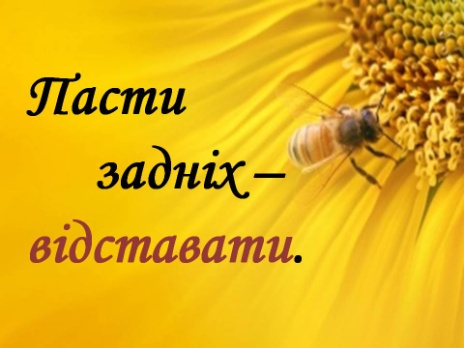 Пасти
задніх –
відставати.